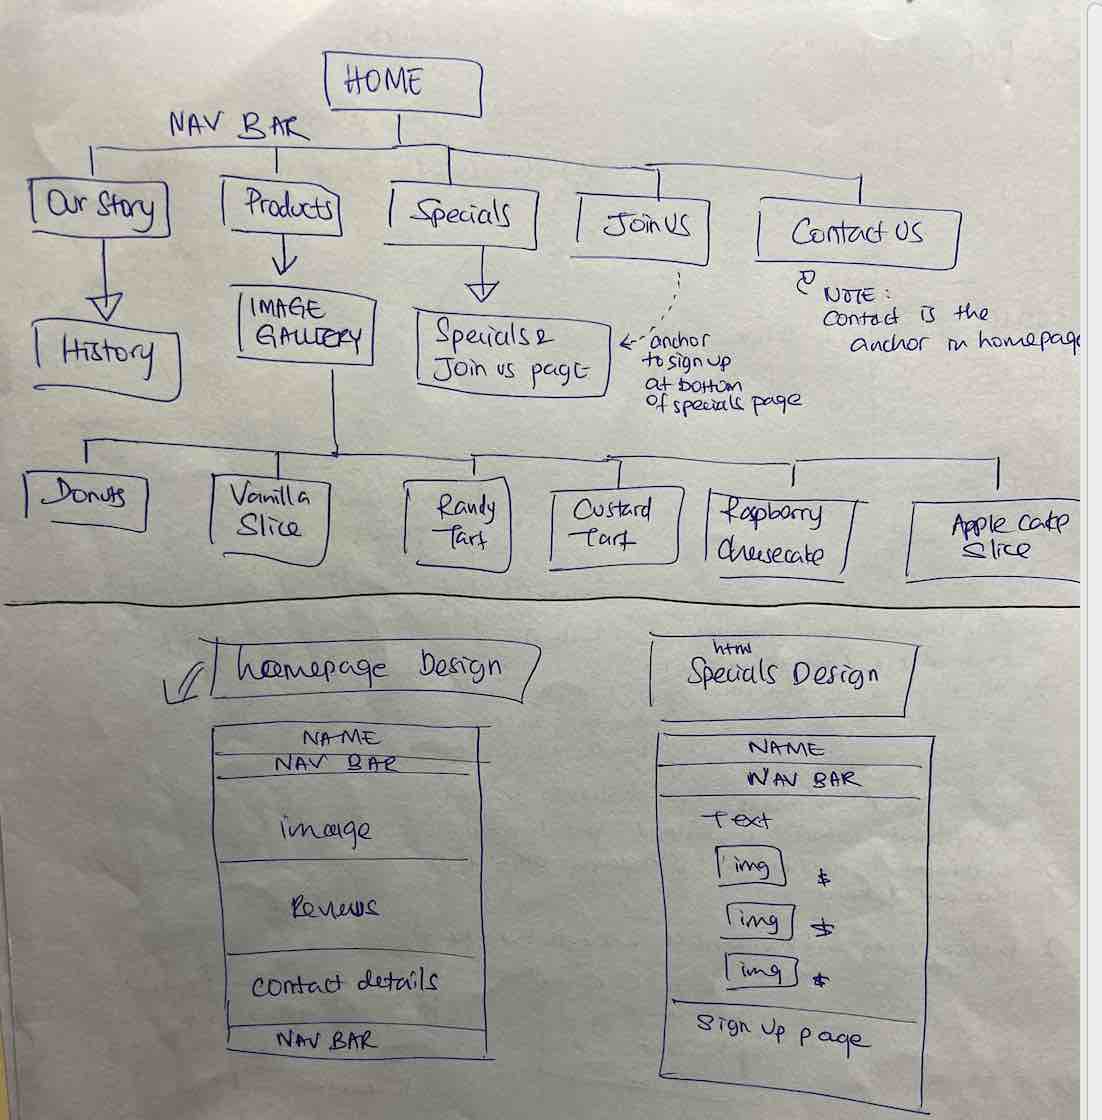 HOME
NAV BAR
Our Story
Products
Specials
Join us
Contact Us
NOTE:
contact is the
anchor in homepage
IMAGE
GALLERY
History
Specials &
Join us page
anchor
to sign up
at bottom
of specials page
Donuts
Vanilla
Slice
Randy
Tart
Custard
Tart
Raspberry
Cheesecake
Apple Cake
Slice
homepage Design
html
Specials Design
NAME
NAV BAR
image
Reviews
contact details
NAV BAR
NAME
NAV BAR
Text
img $
img $
img $
Sign Up page